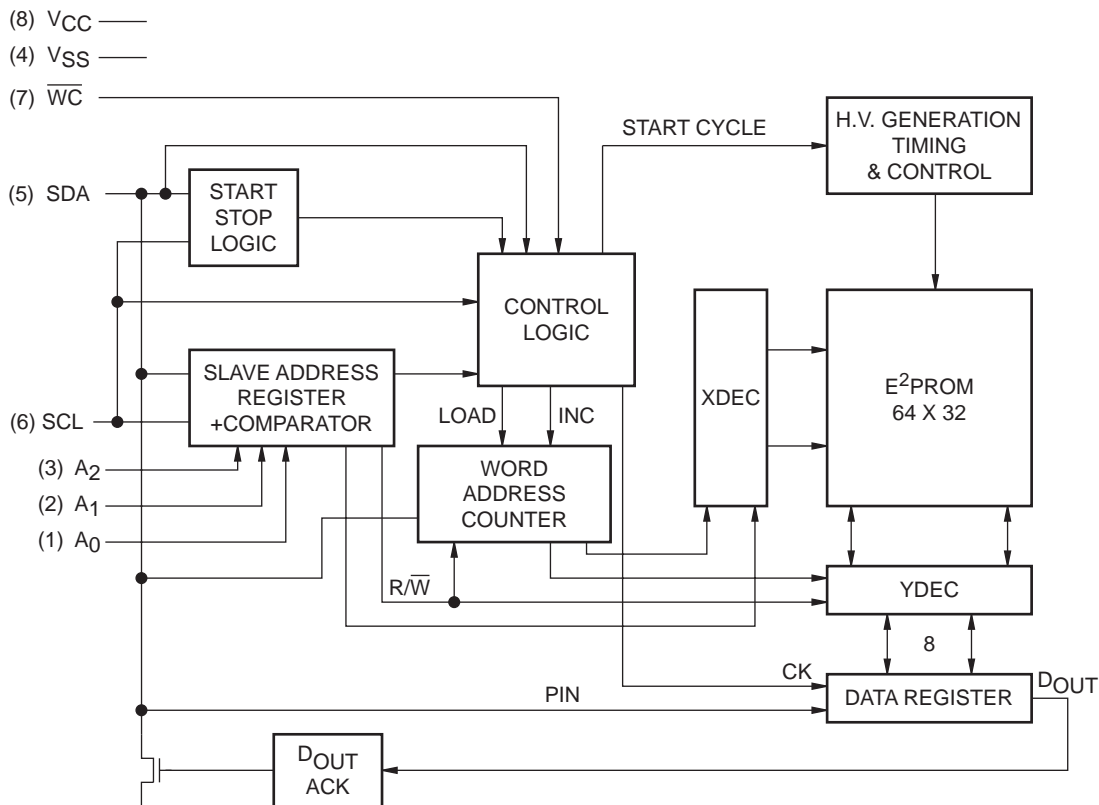 (8) VCC
(4) VSS
(7) W̅C̅
START CYCLE
H.V. GENERATION
TIMING
& CONTROL
(5) SDA
START
STOP
LOGIC
CONTROL
LOGIC
XDEC
E²PROM
64 X 32
SLAVE ADDRESS
REGISTER
+COMPARATOR
(6) SCL
LOAD
INC
(3) A2
(2) A1
(1) A0
WORD
ADDRESS
COUNTER
R/W̅
YDEC
8
CK
PIN
DATA REGISTER
DOUT
DOUT
ACK